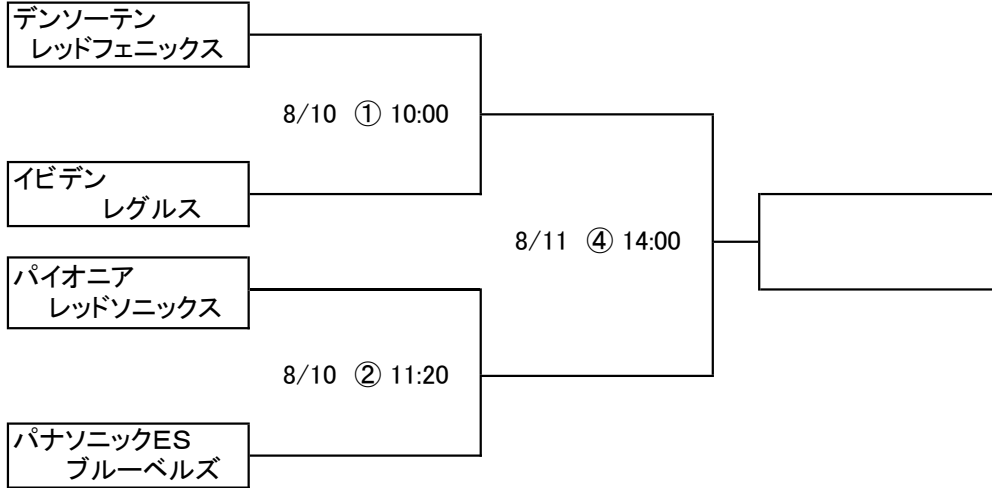 デンソーテン
レッドフェニックス
8/10 ① 10:00
イビデン
レグルス
8/11 ④ 14:00
パイオニア
レッドソニックス
8/10 ② 11:20
パナソニックES
ブルーベルズ